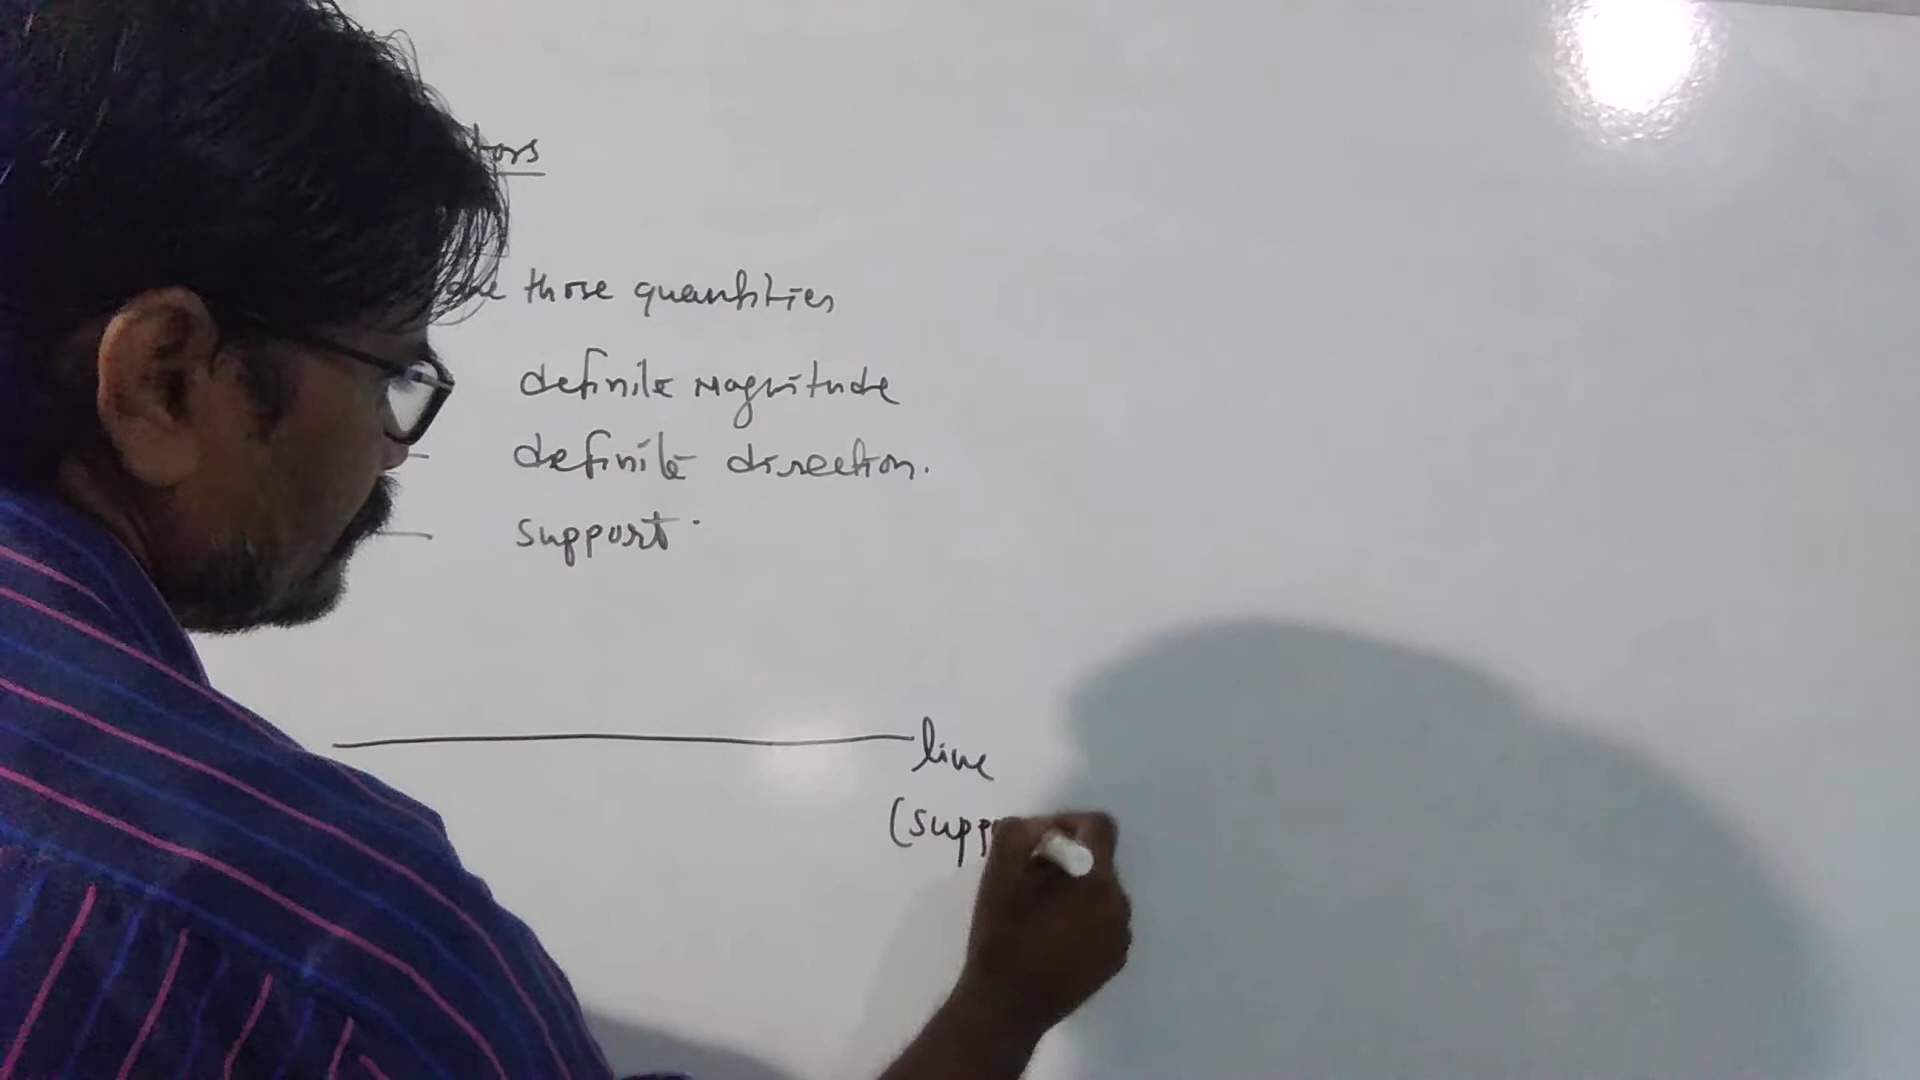 those quantities
definite magnitude
definite direction.
support.
line
(supp